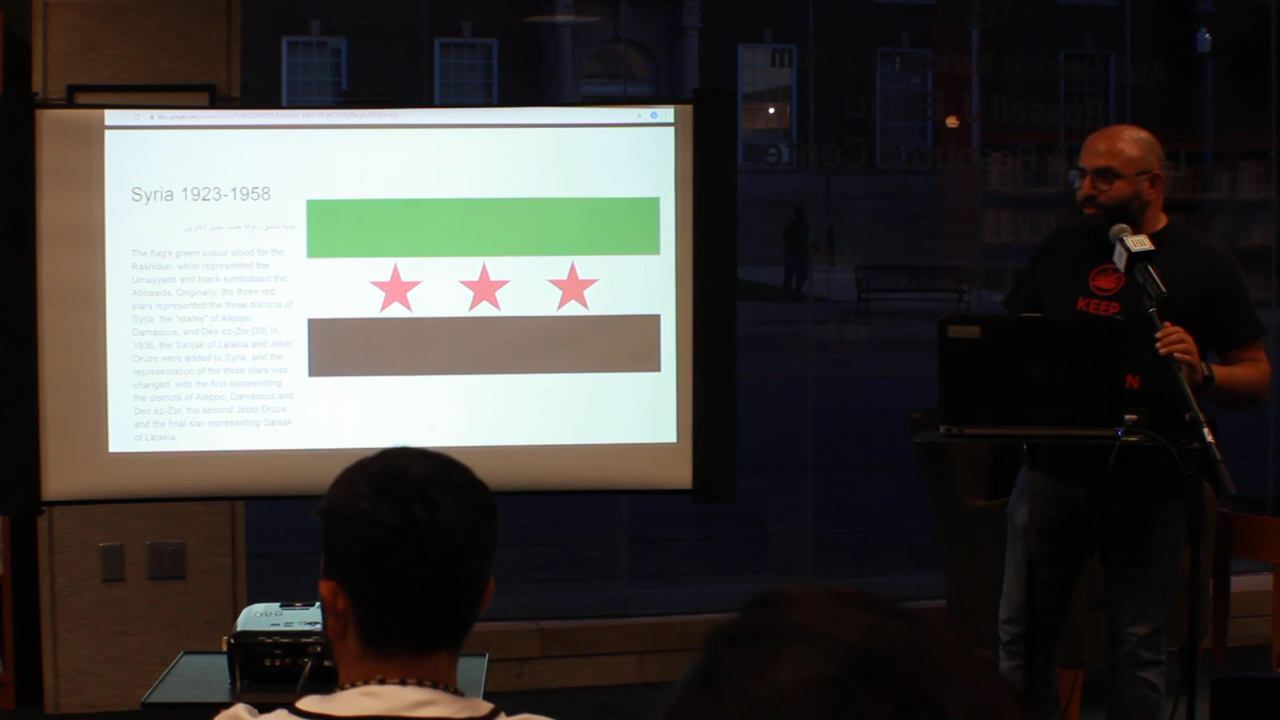 Syria 1923-1958
The flag's green colour stood for the
Rashidun, white represented the
Umayyads and black symbolised the
Abbasids. Originally, the three red
stars represented the three districts of
Syria; the "states" of Aleppo,
Damascus, and Deir ez-Zor.[20] In
1936, the Sanjak of Latakia and Jebel
Druze were added to Syria, and the
representation of the three stars was
changed, with the first representing
the districts of Aleppo, Damascus and
Deir ez-Zor, the second Jebel Druze
and the final star representing Sanjak
of Latakia.
KEEP
N